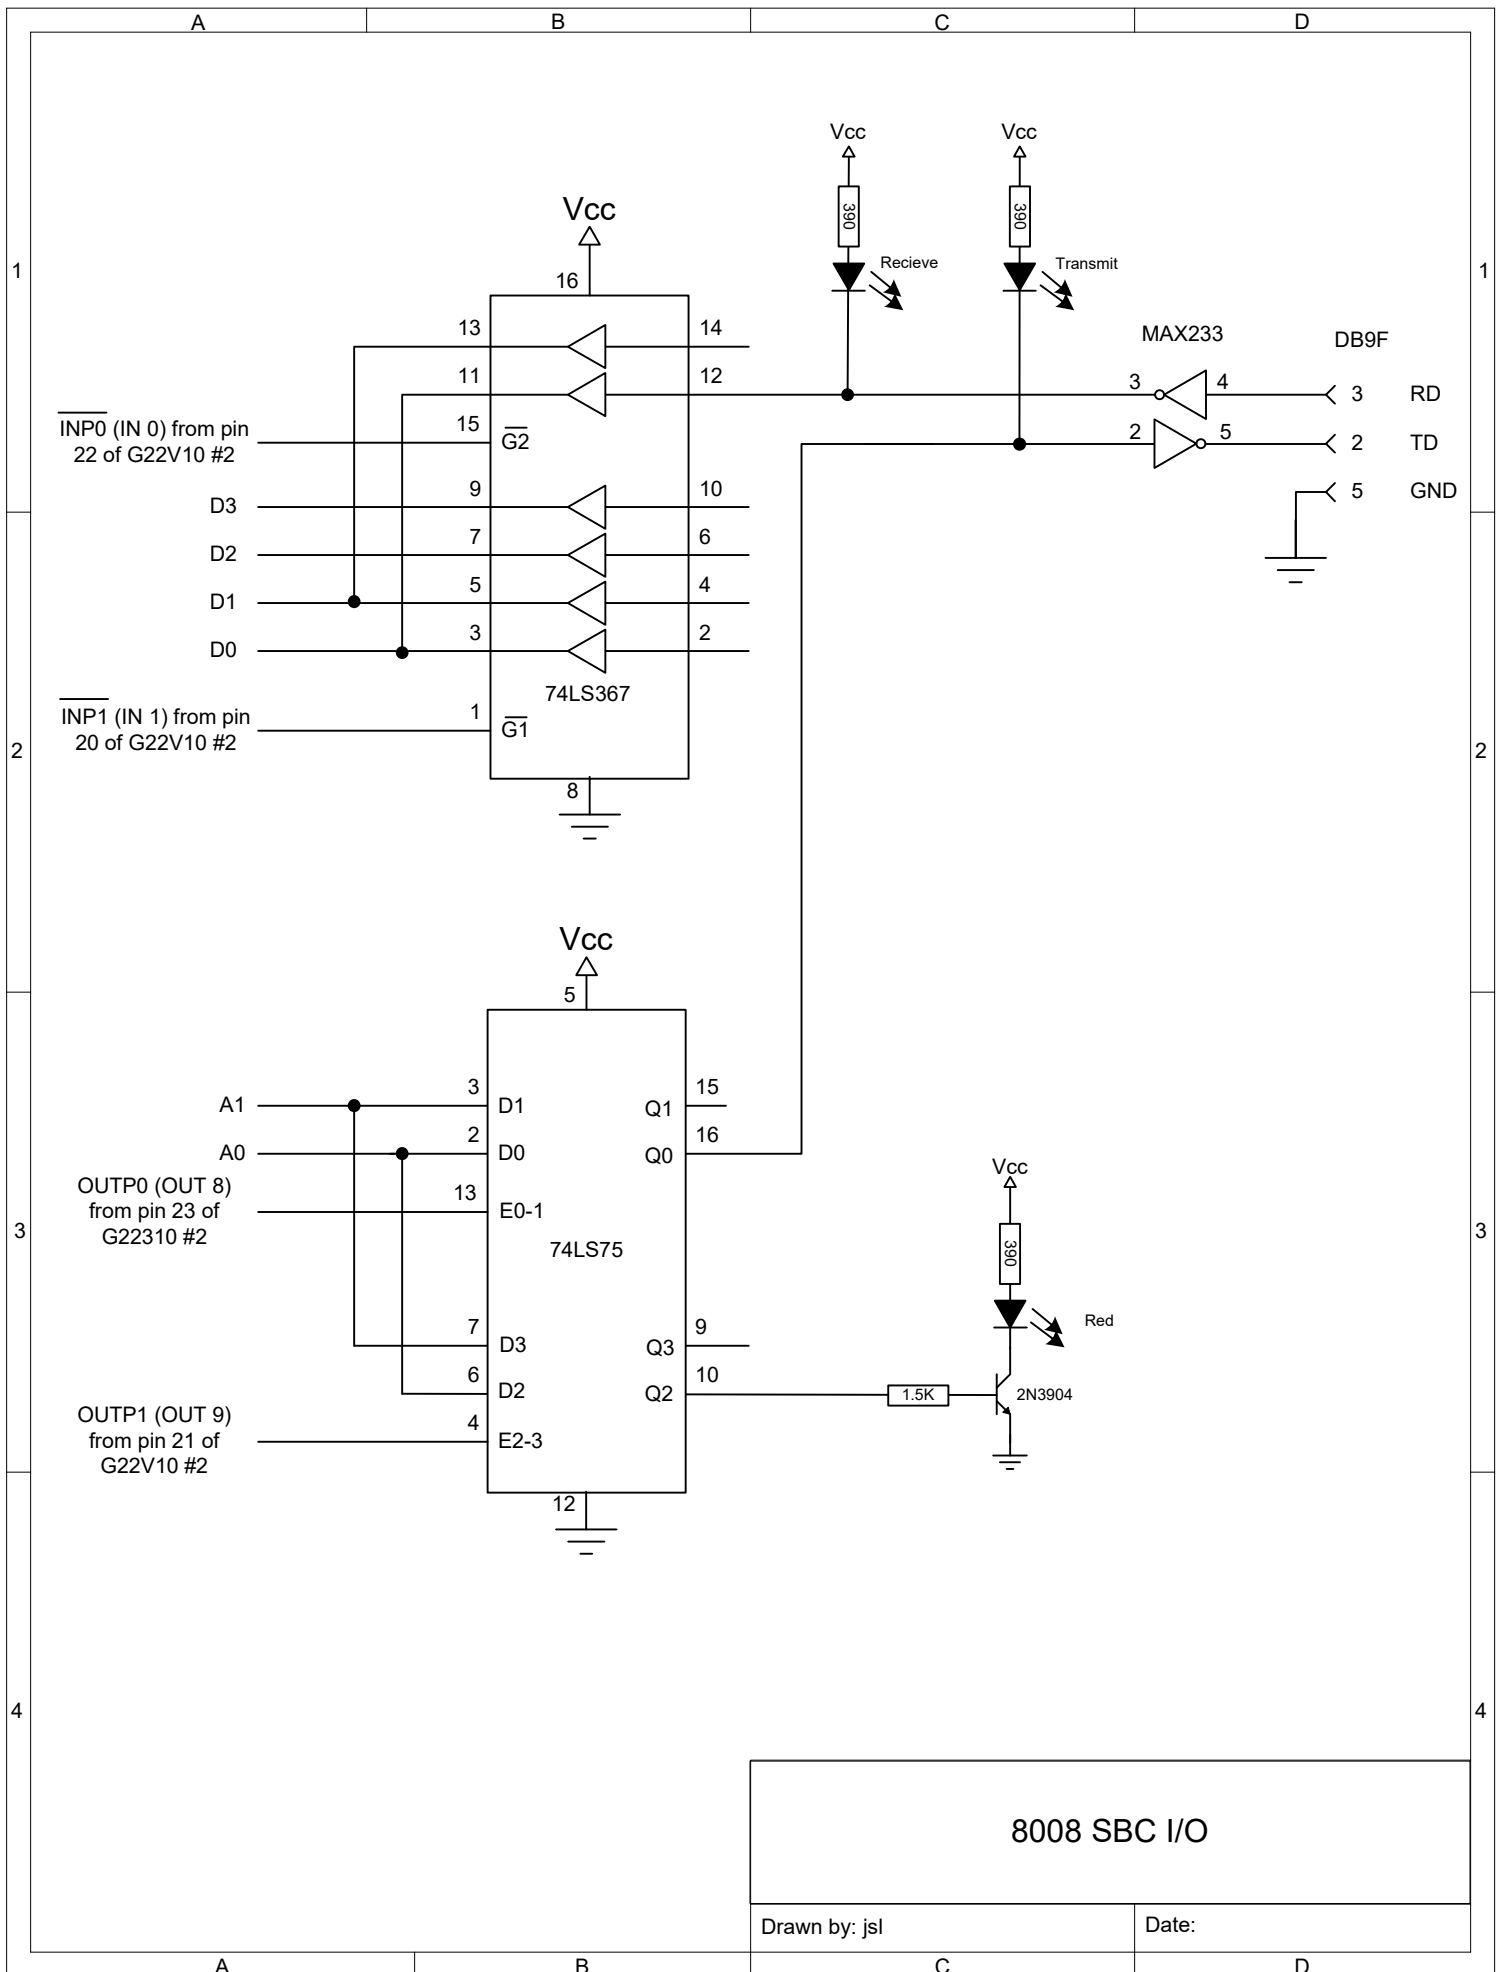 A
B
C
D
Vcc
Vcc
390
390
Vcc
Recieve
Transmit
1
1
16
MAX233
DB9F
13
14
11
12
3
4
3
RD
INP0 (IN 0) from pin
22 of G22V10 #2
15
G2
2
5
2
TD
D3
9
10
5
GND
D2
7
6
D1
5
4
D0
3
2
74LS367
INP1 (IN 1) from pin
20 of G22V10 #2
1
G1
2
2
8
Vcc
5
A1
3
D1
Q1
15
A0
2
D0
Q0
16
OUTP0 (OUT 8)
from pin 23 of
G22310 #2
13
E0-1
Vcc
3
3
74LS75
390
7
D3
Q3
9
Red
6
D2
Q2
10
1.5K
2N3904
OUTP1 (OUT 9)
from pin 21 of
G22V10 #2
4
E2-3
12
4
4
8008 SBC I/O
Drawn by: jsl
Date:
A
B
C
D